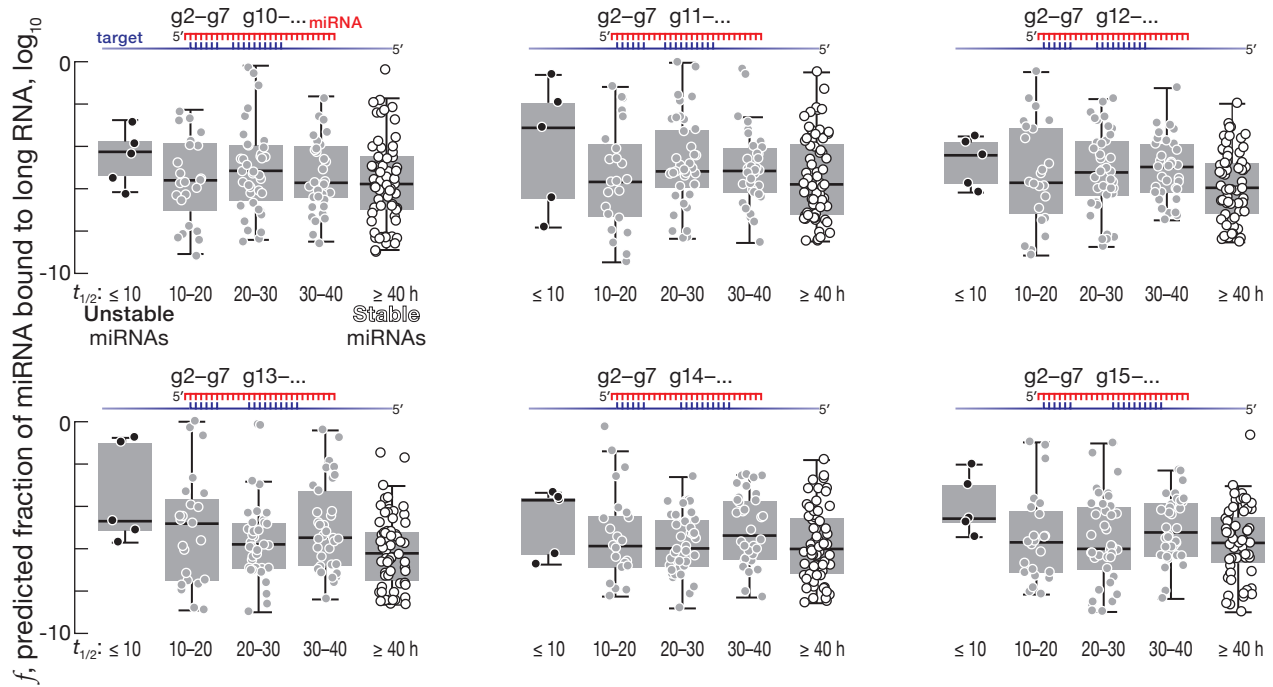 f, predicted fraction of miRNA bound to long RNA, log10
g2–g7 g10–...
miRNA
target
5′
5′
g2–g7 g11–...
5′
5′
g2–g7 g12–...
5′
5′
0
-10
t1/2: ≤ 10 10–20 20–30 30–40 ≥ 40 h
≤ 10 10–20 20–30 30–40 ≥ 40 h
≤ 10 10–20 20–30 30–40 ≥ 40 h
Unstable
miRNAs
Stable
miRNAs
g2–g7 g13–...
5′
5′
g2–g7 g14–...
5′
5′
g2–g7 g15–...
5′
5′
0
-10
t1/2: ≤ 10 10–20 20–30 30–40 ≥ 40 h
≤ 10 10–20 20–30 30–40 ≥ 40 h
≤ 10 10–20 20–30 30–40 ≥ 40 h